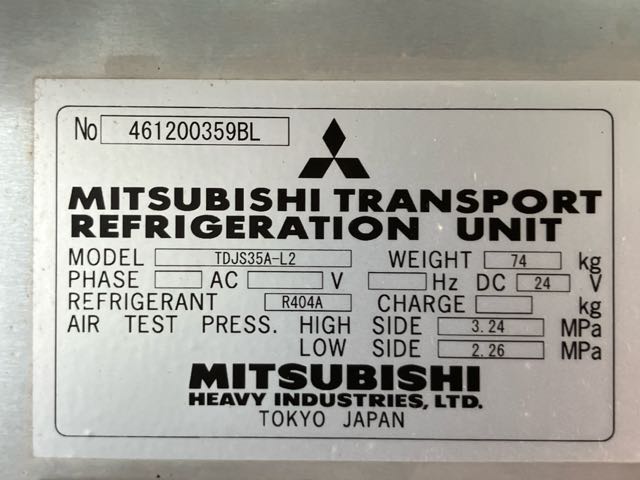 No 461200359BL
MITSUBISHI TRANSPORT
REFRIGERATION UNIT
MODEL TDJS35A-L2 WEIGHT 74 kg
PHASE AC V Hz DC 24 V
REFRIGERANT R404A CHARGE kg
AIR TEST PRESS. HIGH SIDE 3.24 MPa
LOW SIDE 2.26 MPa
MITSUBISHI
HEAVY INDUSTRIES, LTD.
TOKYO JAPAN